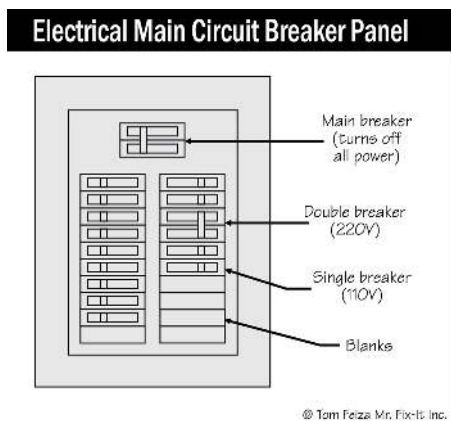 Electrical Main Circuit Breaker Panel
Main breaker
(turns off
all power)
Double breaker
(220V)
Single breaker
(110V)
Blanks
© Tom Feiza Mr. Fix-It Inc.